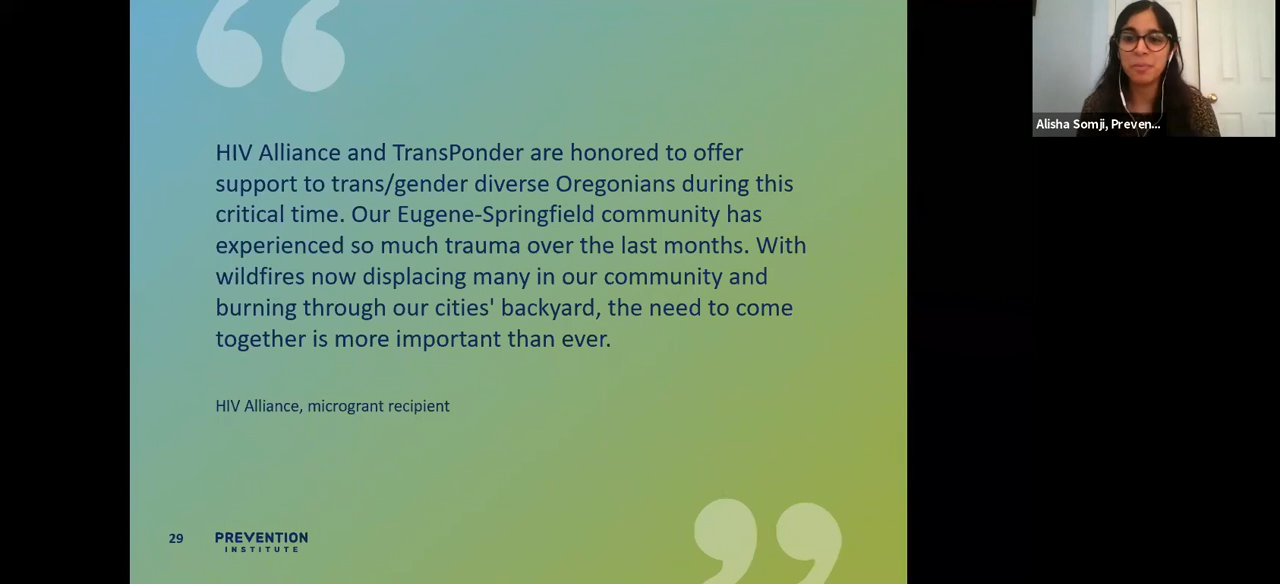 HIV Alliance and TransPonder are honored to offer
support to trans/gender diverse Oregonians during this
critical time. Our Eugene-Springfield community has
experienced so much trauma over the last months. With
wildfires now displacing many in our community and
burning through our cities' backyard, the need to come
together is more important than ever.
HIV Alliance, microgrant recipient
29
PREVENTION
INSTITUTE
Alisha Somji, Preven...